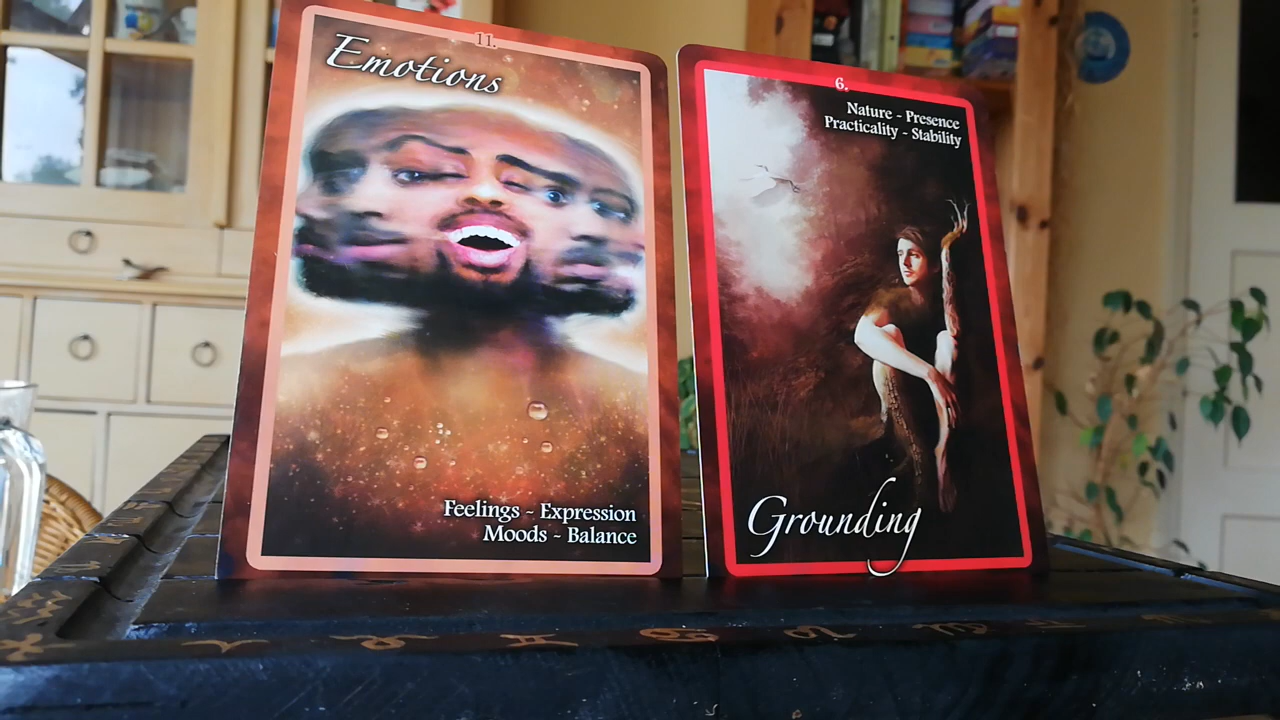 11.
Emotions
Feelings ~ Expression
Moods ~ Balance
6.
Nature ~ Presence
Practicality ~ Stability
Grounding